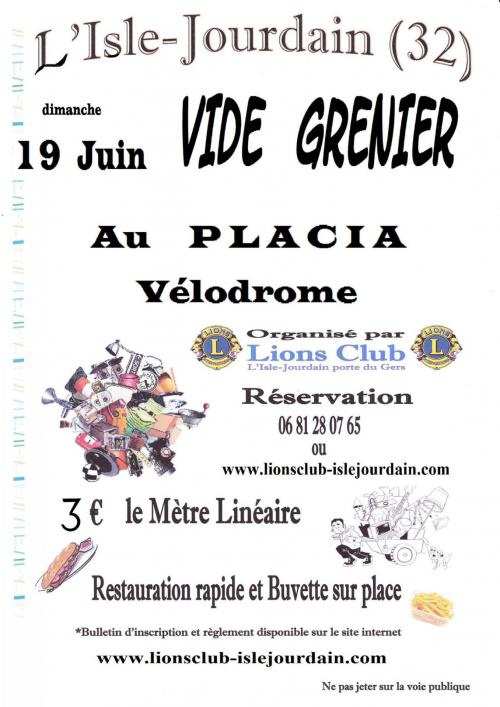 L'Isle-Jourdain (32)
dimanche
19 Juin
VIDE GRENIER
Au PLACIA
Vélodrome
Organisé par
Lions Club
L'Isle-Jourdain porte du Gers
LIONS
L
LIONS
L
Réservation
06 81 28 07 65
ou
www.lionsclub-islejourdain.com
3 € le Mètre Linéaire
Restauration rapide et Buvette sur place
*Bulletin d'inscription et règlement disponible sur le site internet
www.lionsclub-islejourdain.com
Ne pas jeter sur la voie publique